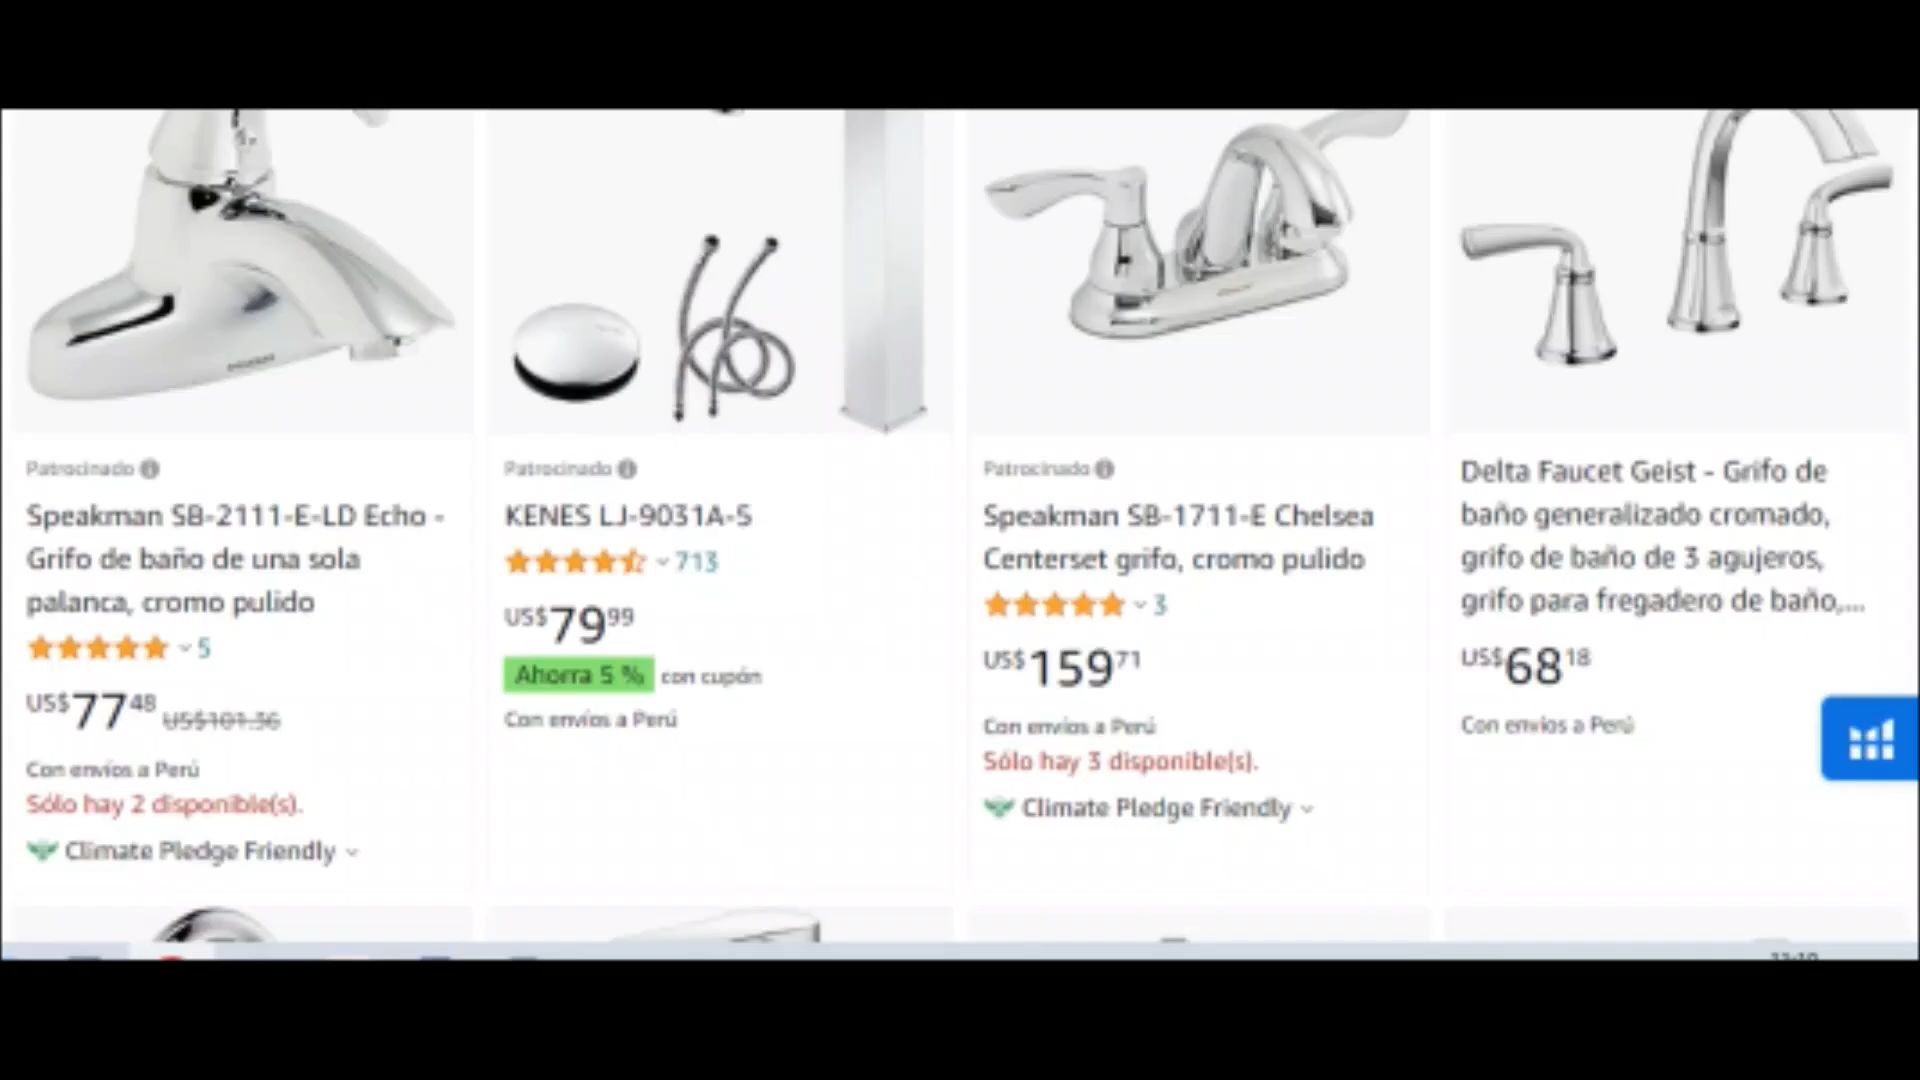 Patrocinado
Speakman SB-2111-E-LD Echo -
Grifo de baño de una sola
palanca, cromo pulido
5
US$77.48 US$101.36
Con envíos a Perú
Sólo hay 2 disponible(s).
Climate Pledge Friendly
Patrocinado
KENES LJ-9031A-5
713
US$79.99
Ahorra 5 % con cupón
Con envíos a Perú
Patrocinado
Speakman SB-1711-E Chelsea
Centerset grifo, cromo pulido
3
US$159.71
Con envíos a Perú
Sólo hay 3 disponible(s).
Climate Pledge Friendly
Delta Faucet Geist - Grifo de
baño generalizado cromado,
grifo de baño de 3 agujeros,
grifo para fregadero de baño,...
US$68.18
Con envíos a Perú